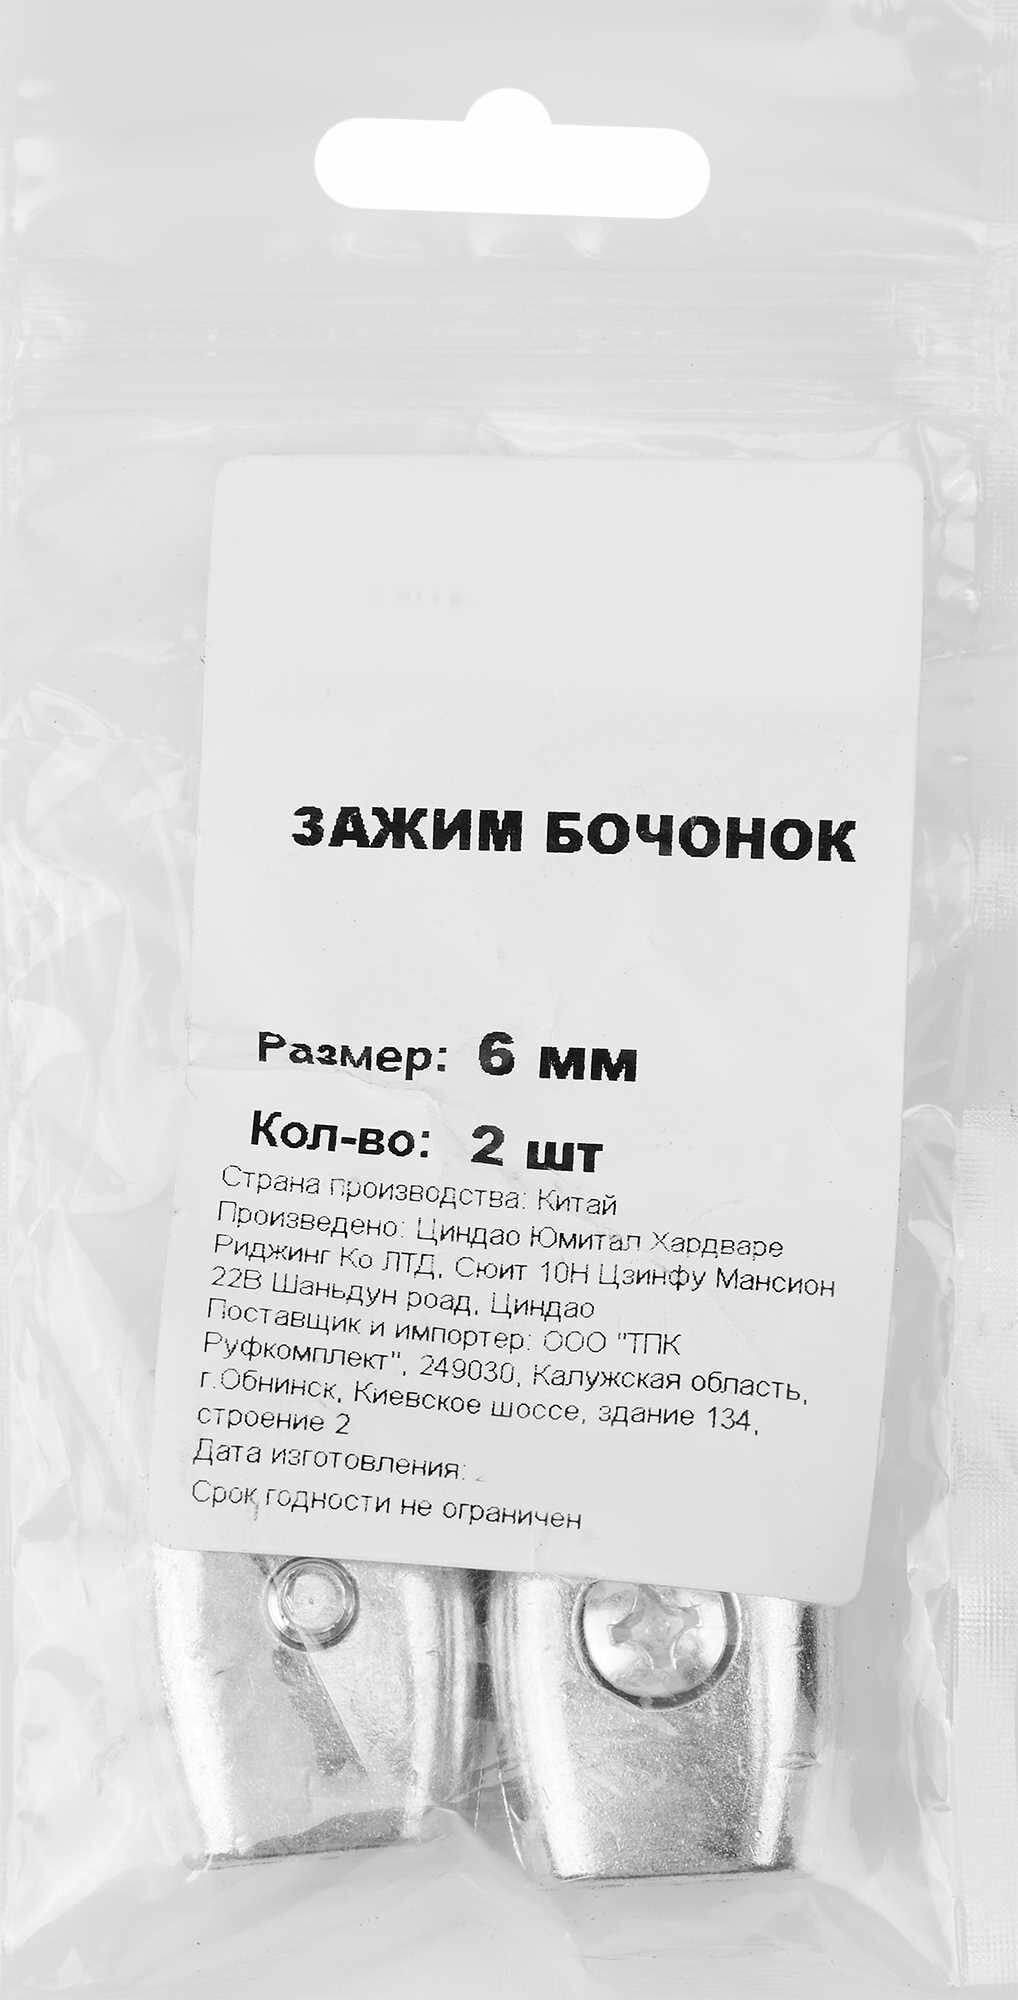 ЗАЖИМ БОЧОНОК
Размер: 6 мм
Кол-во: 2 шт
Страна производства: Китай
Произведено: Циндао Юмитал Хардваре
Риджинг Ко ЛТД, Сюит 10Н Цзинфу Мансион
22В Шаньдун роад, Циндао
Поставщик и импортер: ООО "ТПК
Руфкомплект", 249030, Калужская область,
г.Обнинск, Киевское шоссе, здание 134,
строение 2
Дата изготовления:
Срок годности не ограничен